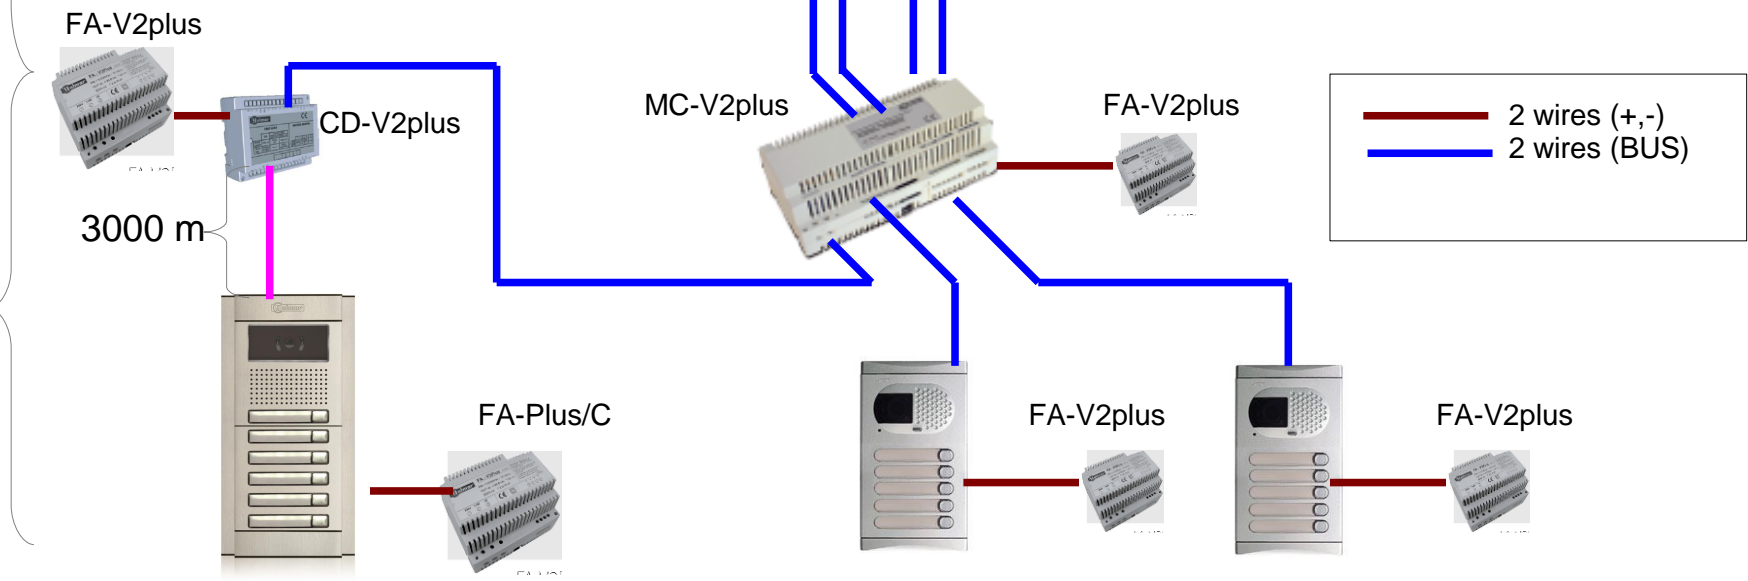 FA-V2plus
CD-V2plus
MC-V2plus
FA-V2plus
2 wires (+,-)
2 wires (BUS)
3000 m
FA-Plus/C
FA-V2plus
FA-V2plus